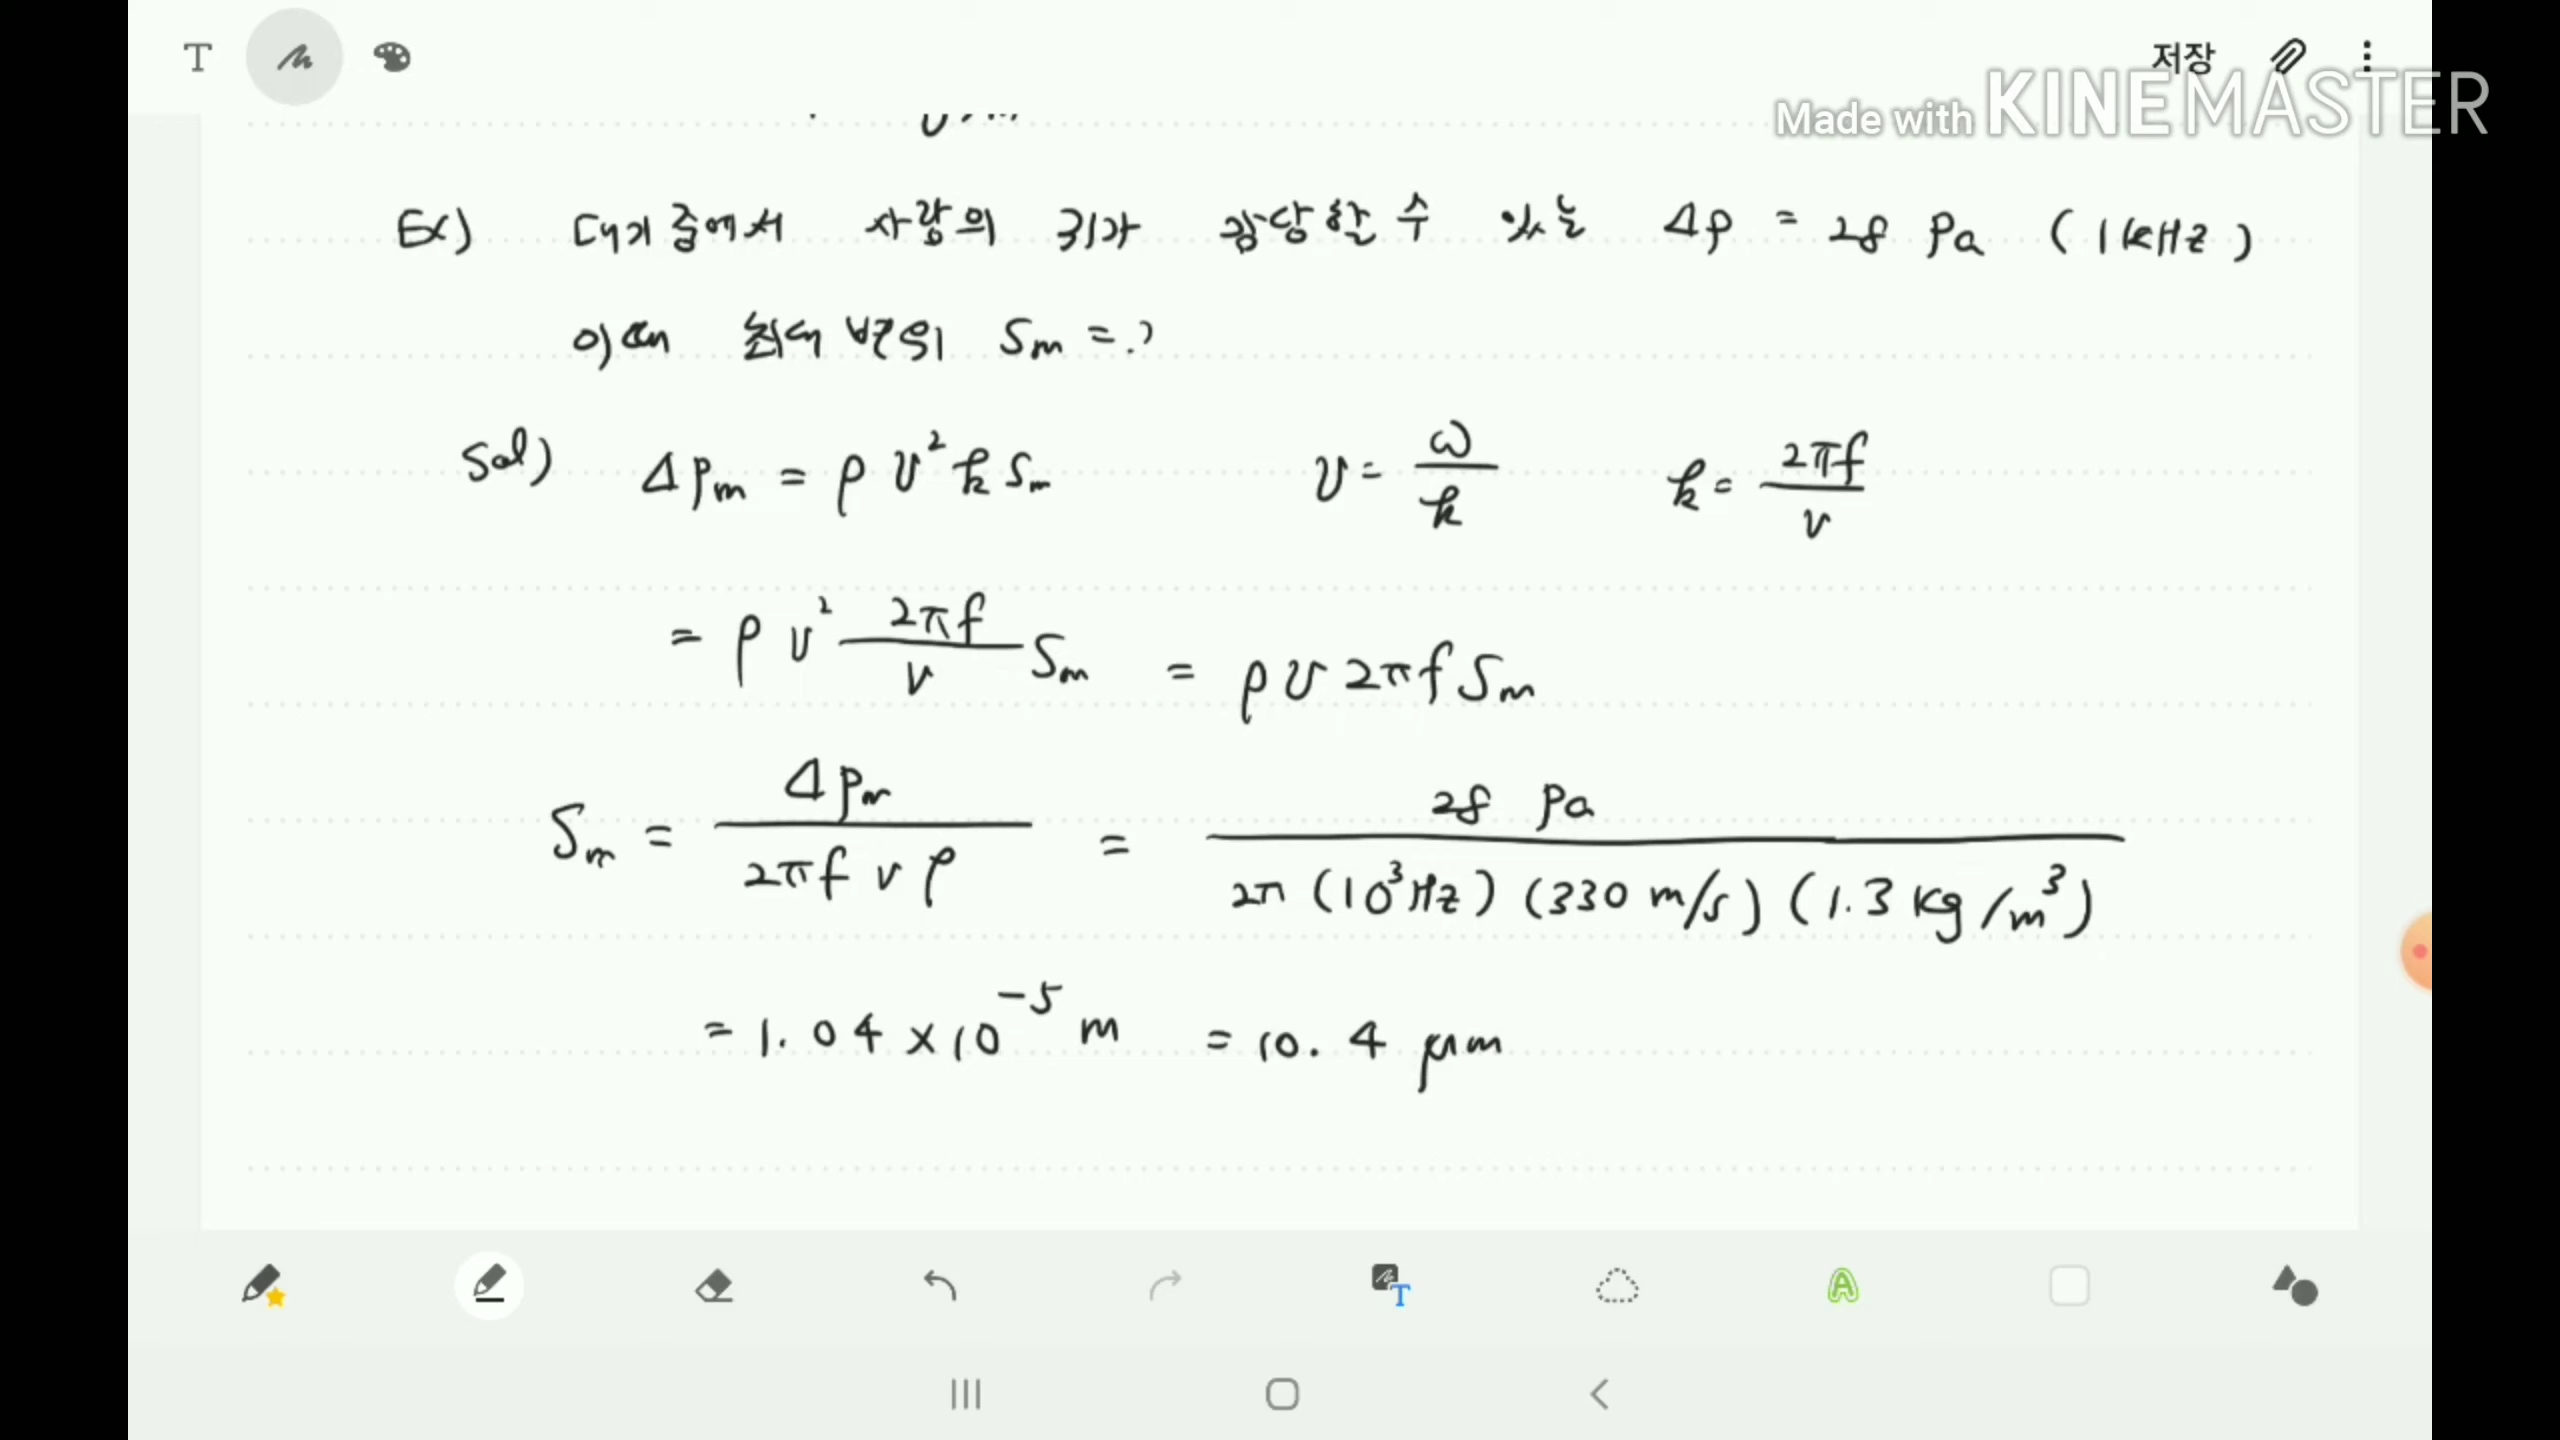 T 저장
Made with KINEMASTER
Ex) 대기중에서 사람의 귀가 감당할 수 있는 Δp = 28 Pa ( 1 kHz )
이때 최대 변위 Sm = ?
Sol) Δpm = ρ v² k Sm v = ω/k k = 2πf/v
= ρ v² 2πf/v Sm = ρ v 2πf Sm
Sm = Δpm / 2πf v ρ = 28 Pa / 2π (10³Hz) (330 m/s) (1.3 kg/m³)
= 1.04 × 10⁻⁵ m = 10.4 μm
T A